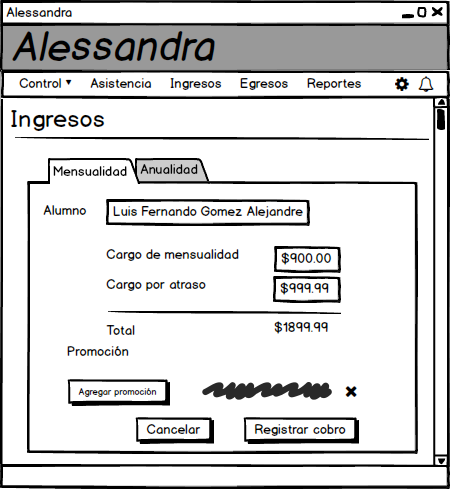 Alessandra
Alessandra
Control Asistencia Ingresos Egresos Reportes
Ingresos
Mensualidad Anualidad
Alumno Luis Fernando Gomez Alejandre
Cargo de mensualidad $900.00
Cargo por atraso $999.99
Total $1899.99
Promoción
Agregar promoción
Cancelar Registrar cobro